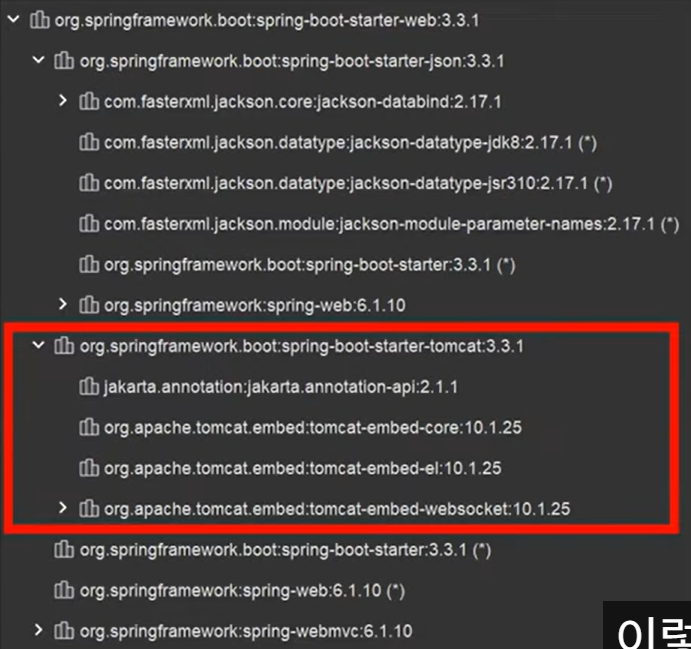 org.springframework.boot:spring-boot-starter-web:3.3.1
org.springframework.boot:spring-boot-starter-json:3.3.1
com.fasterxml.jackson.core:jackson-databind:2.17.1
com.fasterxml.jackson.datatype:jackson-datatype-jdk8:2.17.1 (*)
com.fasterxml.jackson.datatype:jackson-datatype-jsr310:2.17.1 (*)
com.fasterxml.jackson.module:jackson-module-parameter-names:2.17.1 (*)
org.springframework.boot:spring-boot-starter:3.3.1 (*)
org.springframework:spring-web:6.1.10
org.springframework.boot:spring-boot-starter-tomcat:3.3.1
jakarta.annotation:jakarta.annotation-api:2.1.1
org.apache.tomcat.embed:tomcat-embed-core:10.1.25
org.apache.tomcat.embed:tomcat-embed-el:10.1.25
org.apache.tomcat.embed:tomcat-embed-websocket:10.1.25
org.springframework.boot:spring-boot-starter:3.3.1 (*)
org.springframework:spring-web:6.1.10 (*)
org.springframework:spring-webmvc:6.1.10